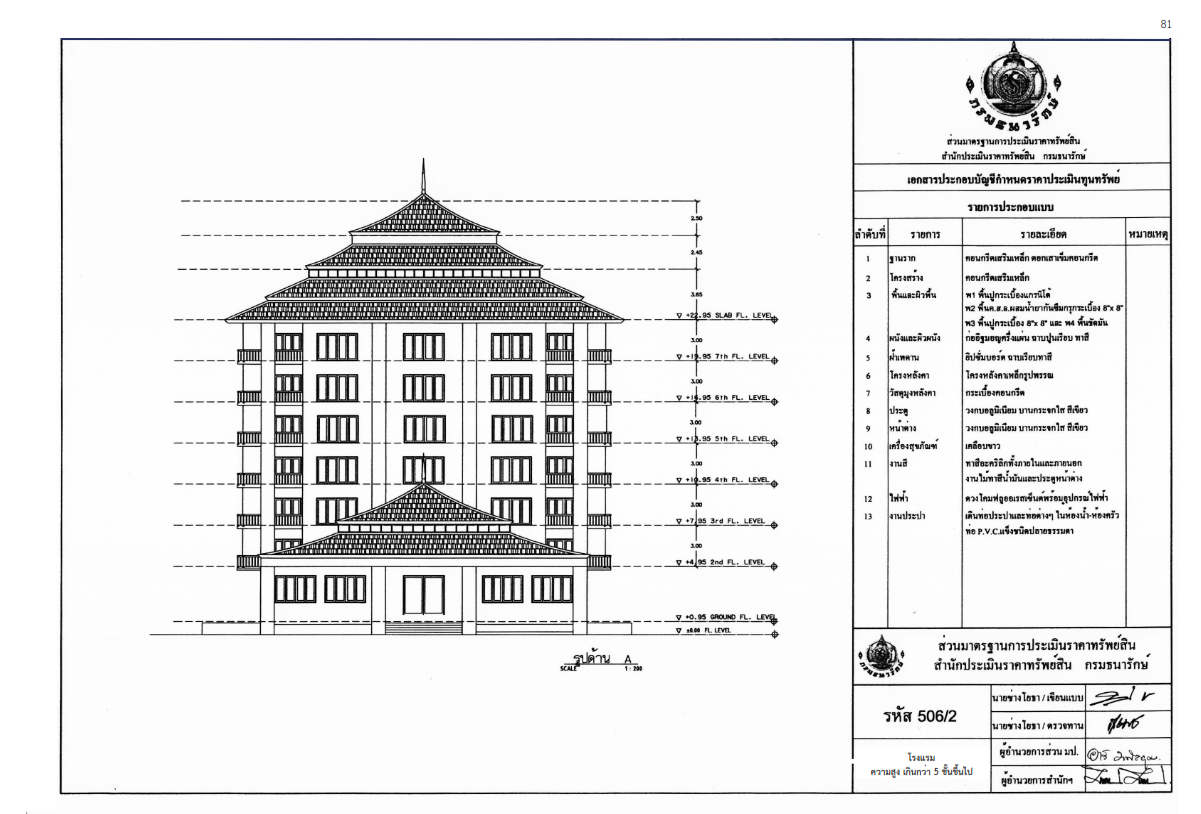 81
กรมธนารักษ์
ส่วนมาตรฐานการประเมินราคาทรัพย์สิน
สำนักประเมินราคาทรัพย์สิน กรมธนารักษ์
เอกสารประกอบบัญชีกำหนดราคาประเมินทุนทรัพย์
รายการประกอบแบบ
ลำดับที่ รายการ รายละเอียด หมายเหตุ
1 ฐานราก คอนกรีตเสริมเหล็ก ตอกเสาเข็มคอนกรีต
2 โครงสร้าง คอนกรีตเสริมเหล็ก
3 พื้นและผิวพื้น พ1 พื้นปูกระเบื้องแกรนิโต้
พ2 พื้นค.ส.ล.ผสมน้ำยากันซึมกรุกระเบื้อง 8"x 8"
พ3 พื้นปูกระเบื้อง 8"x 8" และ พ4 พื้นขัดมัน
4 ผนังและผิวผนัง ก่ออิฐมอญครึ่งแผ่น ฉาบปูนเรียบ ทาสี
5 ฝ้าเพดาน ยิปซั่มบอร์ด ฉาบเรียบทาสี
6 โครงหลังคา โครงหลังคาเหล็กรูปพรรณ
7 วัสดุมุงหลังคา กระเบื้องคอนกรีต
8 ประตู วงกบอลูมิเนียม บานกระจกใส สีเขียว
9 หน้าต่าง วงกบอลูมิเนียม บานกระจกใส สีเขียว
10 เครื่องสุขภัณฑ์ เคลือบขาว
11 งานสี ทาสีอะคริลิกทั้งภายในและภายนอก
งานไม้ทาสีน้ำมันและประตูหน้าต่าง
12 ไฟฟ้า ดวงโคมฟลูออเรสเซ็นต์พร้อมอุปกรณ์ไฟฟ้า
13 งานประปา เดินท่อประปาและท่อต่างๆ ในห้องน้ำ-ห้องครัว
ท่อ P.V.C.แข็งชนิดปลายธรรมดา
2.50
2.45
3.65
+22.95 SLAB FL. LEVEL
3.00
+19.95 7th FL. LEVEL
3.00
+16.95 6th FL. LEVEL
3.00
+13.95 5th FL. LEVEL
3.00
+10.95 4th FL. LEVEL
3.00
+7.95 3rd FL. LEVEL
3.00
+4.95 2nd FL. LEVEL
+0.95 GROUND FL. LEVEL
±0.00 FL. LEVEL
รูปด้าน A
SCALE 1 : 200
กรมธนารักษ์
ส่วนมาตรฐานการประเมินราคาทรัพย์สิน
สำนักประเมินราคาทรัพย์สิน กรมธนารักษ์
รหัส 506/2
โรงแรม
ความสูง เกินกว่า 5 ชั้นขึ้นไป
นายช่างโยธา / เขียนแบบ
นายช่างโยธา / ตรวจทาน
ผู้อำนวยการส่วน มป.
ผู้อำนวยการสำนักฯ